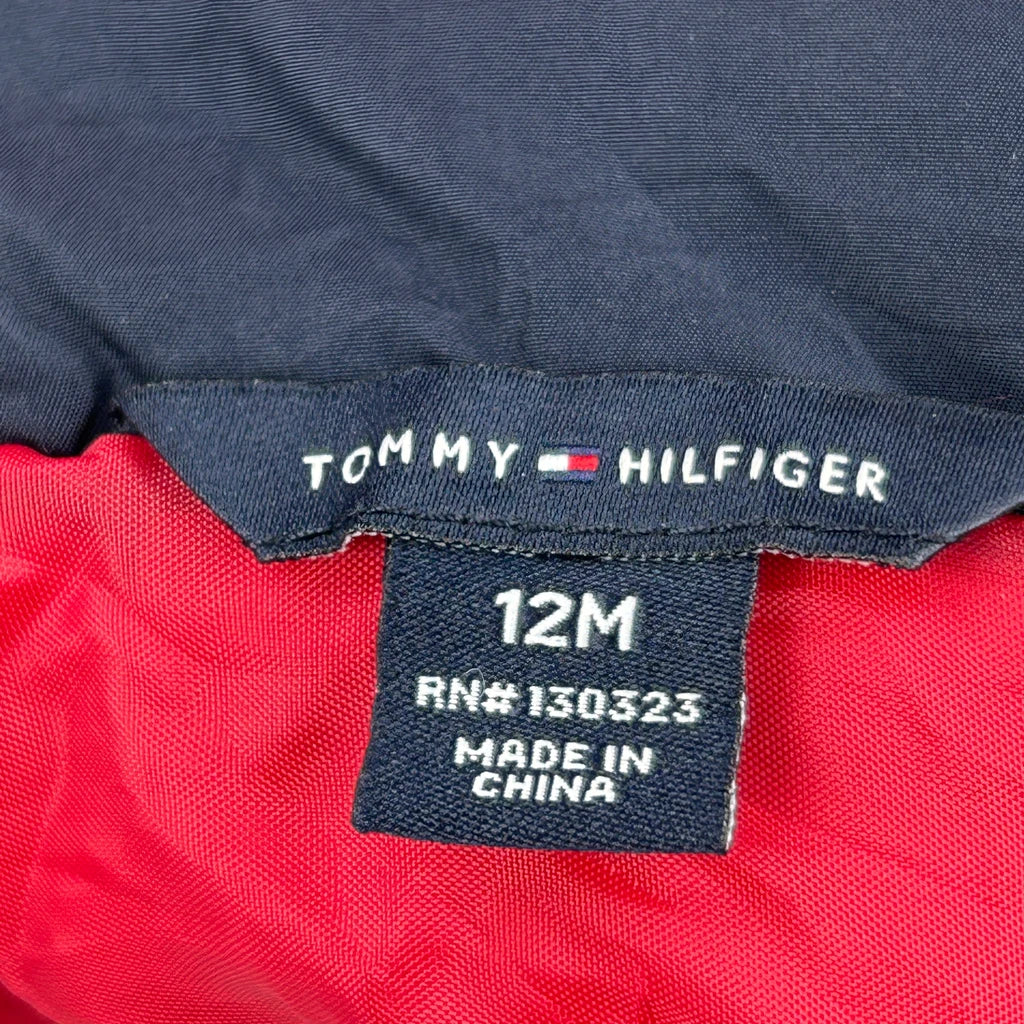 TOMMY HILFIGER
12M
RN# 130323
MADE IN
CHINA